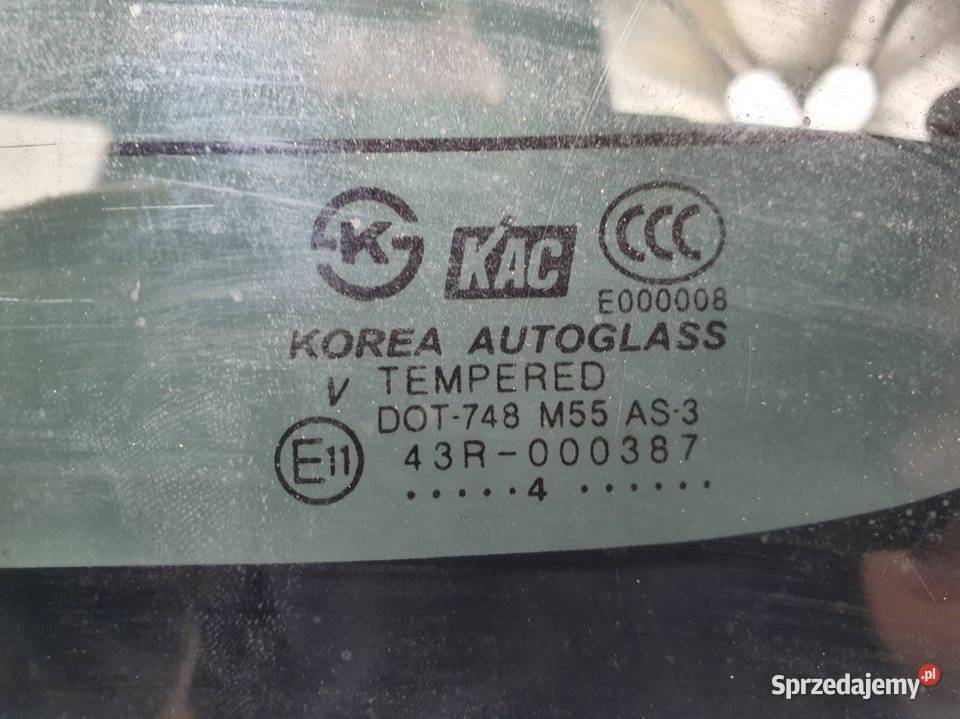 K KAC CCC
E000008
KOREA AUTOGLASS
V TEMPERED
DOT-748 M55 AS-3
E11 43R-000387
·····4 ······
Sprzedajemy.pl